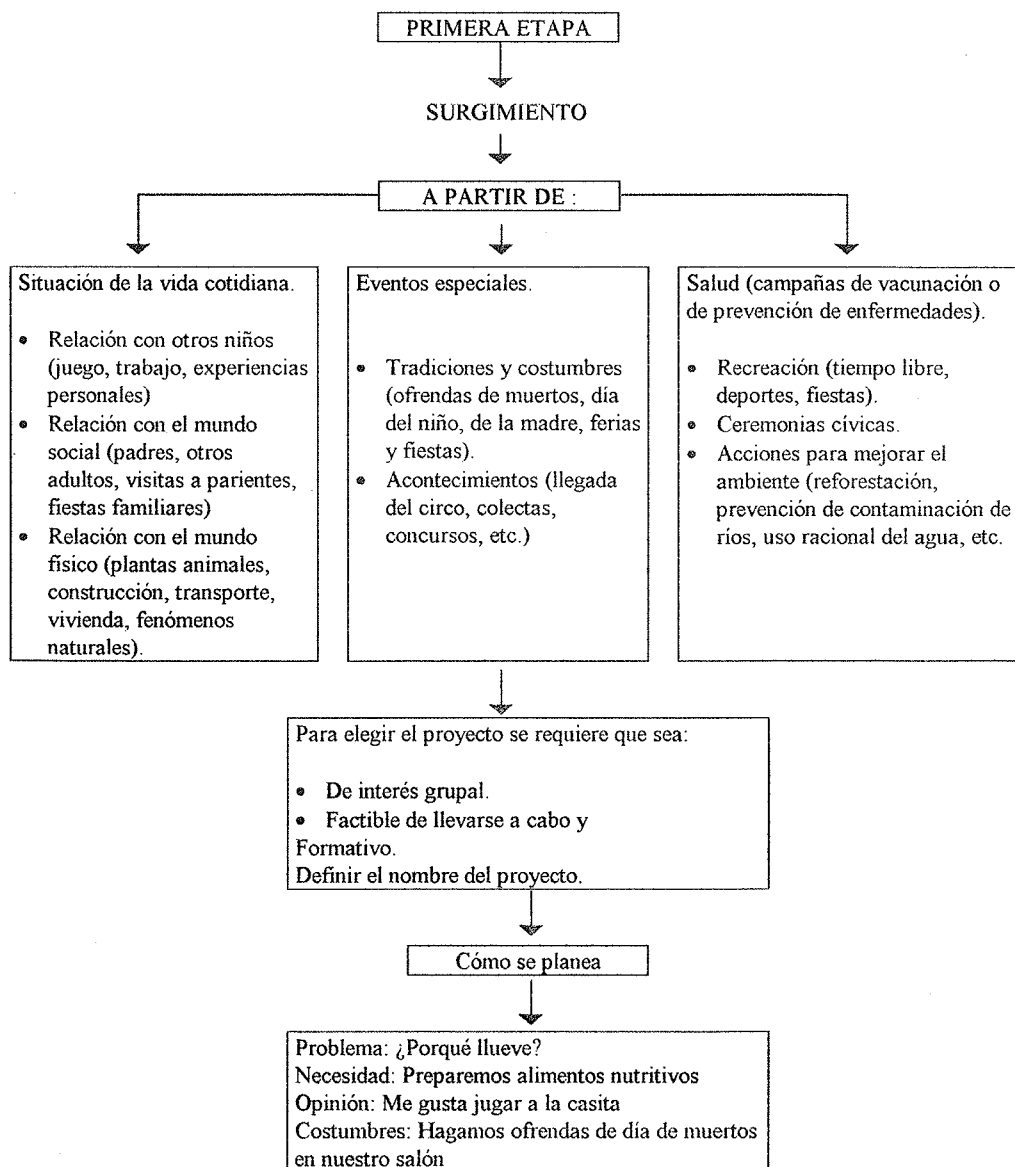 PRIMERA ETAPA
SURGIMIENTO
A PARTIR DE :
Situación de la vida cotidiana.
• Relación con otros niños
(juego, trabajo, experiencias
personales)
• Relación con el mundo
social (padres, otros
adultos, visitas a parientes,
fiestas familiares)
• Relación con el mundo
físico (plantas animales,
construcción, transporte,
vivienda, fenómenos
naturales).
Eventos especiales.
• Tradiciones y costumbres
(ofrendas de muertos, día
del niño, de la madre, ferias
y fiestas).
• Acontecimientos (llegada
del circo, colectas,
concursos, etc.)
Salud (campañas de vacunación o
de prevención de enfermedades).
• Recreación (tiempo libre,
deportes, fiestas).
• Ceremonias cívicas.
• Acciones para mejorar el
ambiente (reforestación,
prevención de contaminación de
ríos, uso racional del agua, etc.
Para elegir el proyecto se requiere que sea:
• De interés grupal.
• Factible de llevarse a cabo y
Formativo.
Definir el nombre del proyecto.
Cómo se planea
Problema: ¿Porqué llueve?
Necesidad: Preparemos alimentos nutritivos
Opinión: Me gusta jugar a la casita
Costumbres: Hagamos ofrendas de día de muertos
en nuestro salón